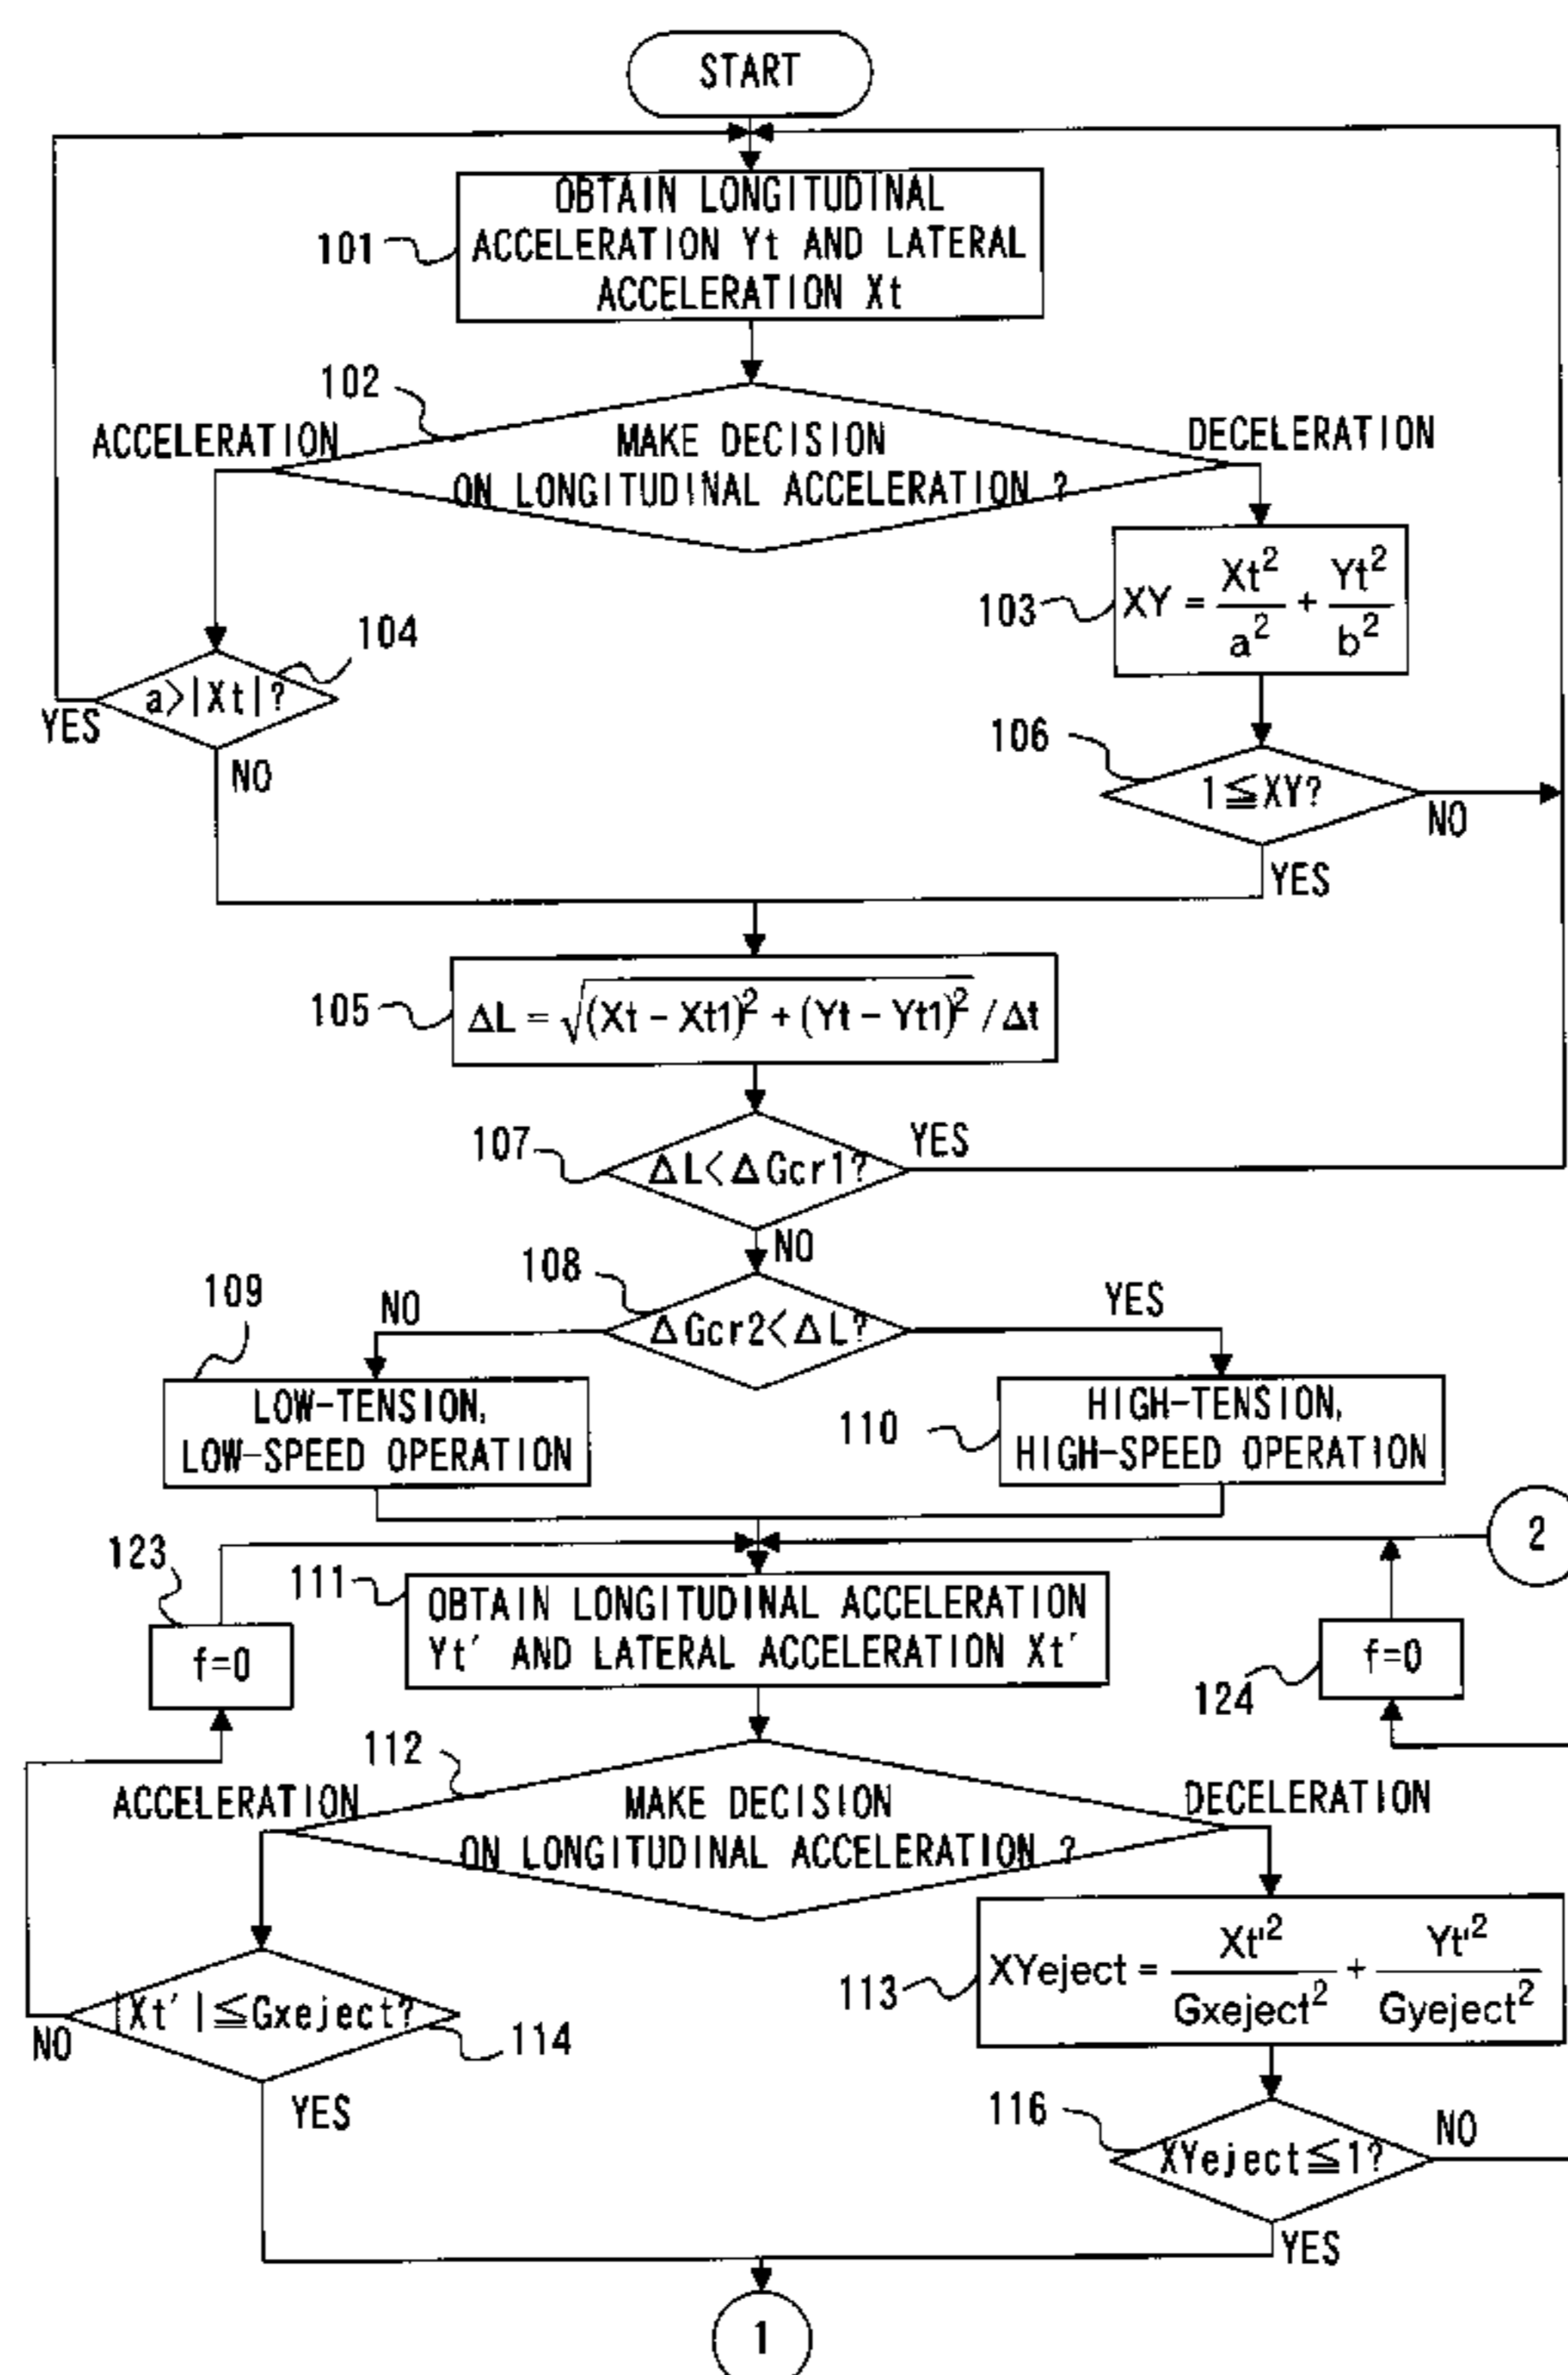 START
OBTAIN LONGITUDINAL
ACCELERATION Yt AND LATERAL
ACCELERATION Xt
101
102
ACCELERATION
MAKE DECISION
ON LONGITUDINAL ACCELERATION ?
DECELERATION
103
XY = Xt² / a² + Yt² / b²
104
a>|Xt|?
YES
NO
106
1≦XY?
NO
YES
105
ΔL = √(Xt - Xt1)² + (Yt - Yt1)² / Δt
107
ΔL<ΔGcr1?
YES
NO
108
ΔGcr2<ΔL?
NO
YES
109
LOW-TENSION,
LOW-SPEED OPERATION
110
HIGH-TENSION,
HIGH-SPEED OPERATION
2
123
f=0
111
OBTAIN LONGITUDINAL ACCELERATION
Yt′ AND LATERAL ACCELERATION Xt′
f=0
124
112
ACCELERATION
MAKE DECISION
ON LONGITUDINAL ACCELERATION ?
DECELERATION
113
XYeject = Xt'² / Gxeject² + Yt'² / Gyeject²
|Xt′|≦Gxeject?
114
NO
YES
116
XYeject≦1?
NO
YES
1